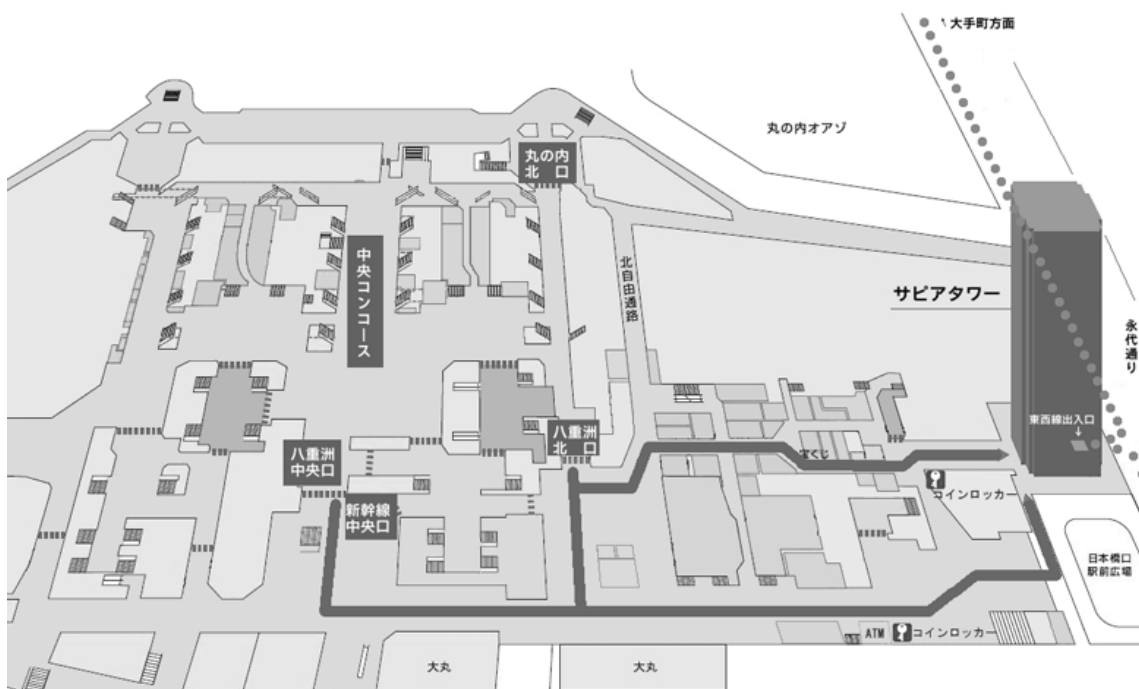 大手町方面
丸の内オアゾ
丸の内
北 口
北自由通路
中央コンコース
サピアタワー
永代通り
東西線出入口
八重洲
北 口
八重洲
中央口
宝くじ
新幹線
中央口
コインロッカー
日本橋口
駅前広場
ATM
コインロッカー
大丸
大丸